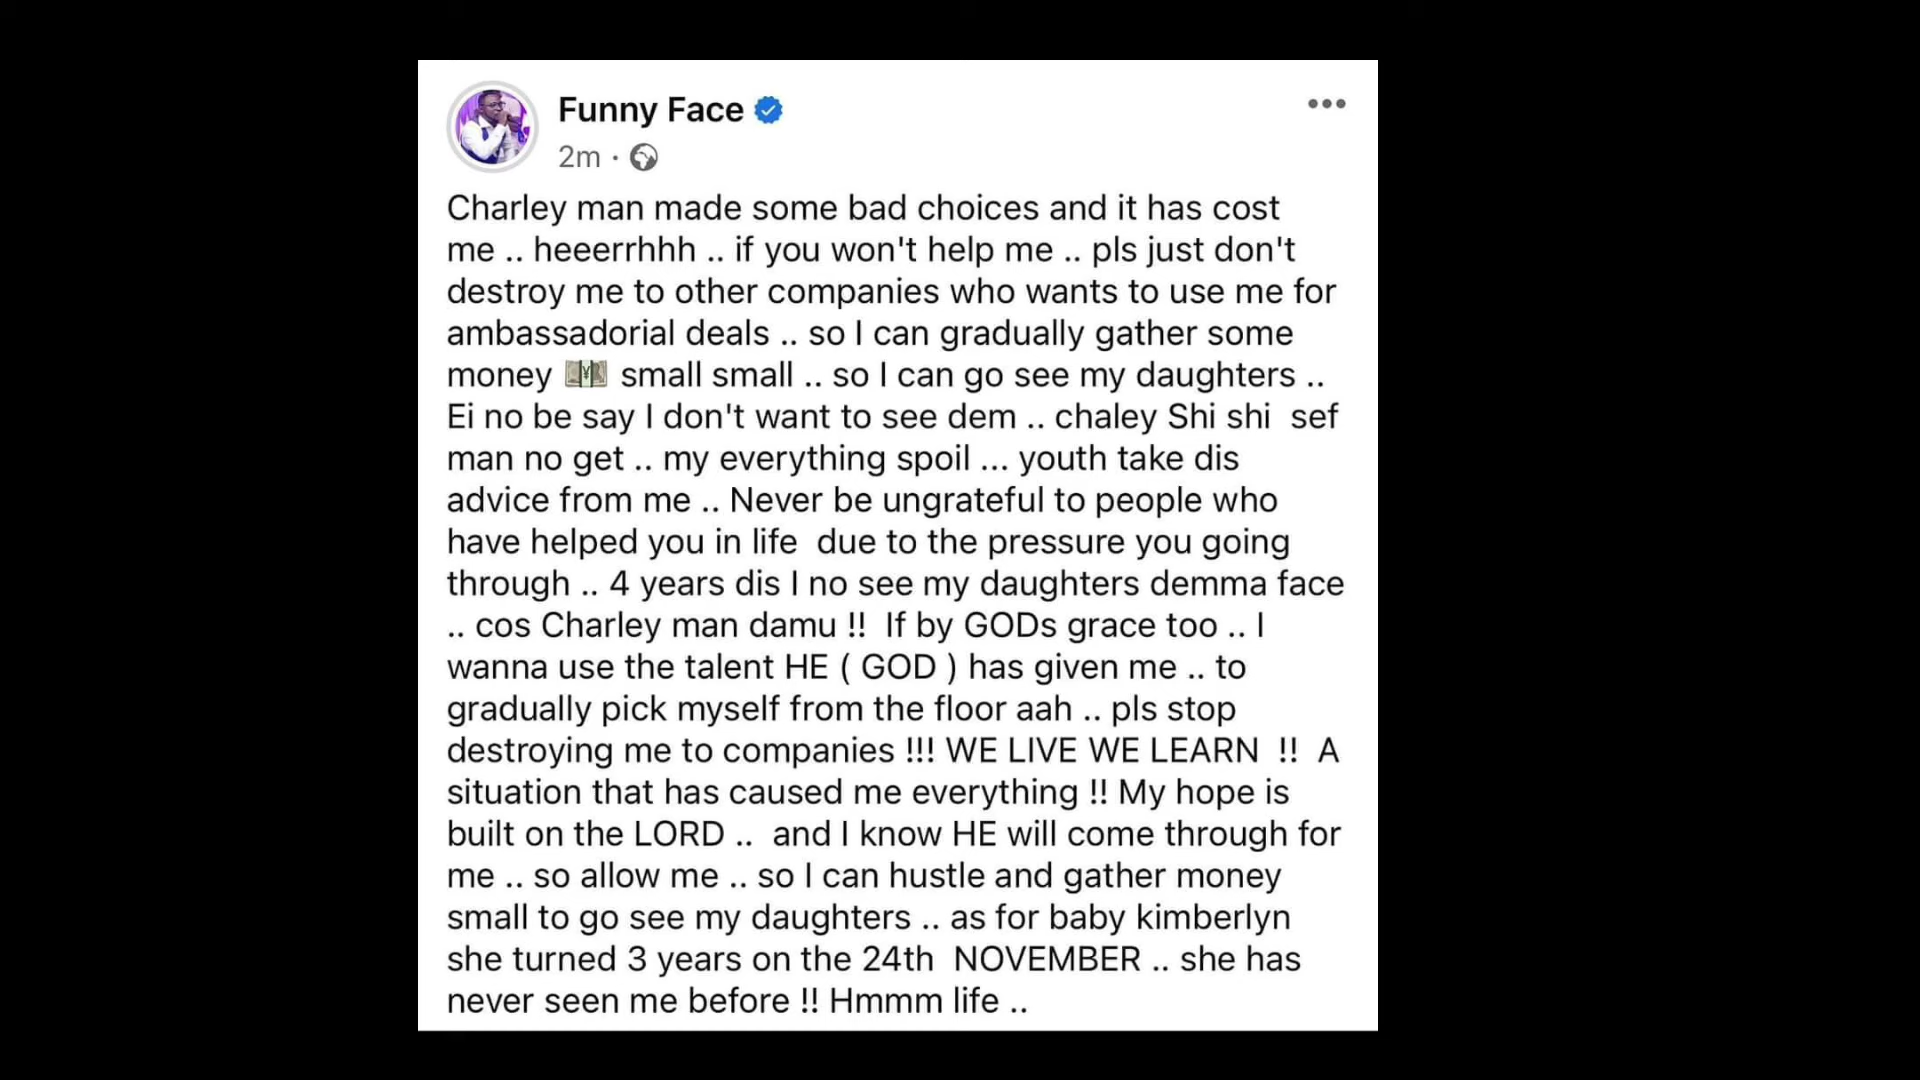 Funny Face
2m ·
Charley man made some bad choices and it has cost
me .. heeerrhhh .. if you won't help me .. pls just don't
destroy me to other companies who wants to use me for
ambassadorial deals .. so I can gradually gather some
money 💴 small small .. so I can go see my daughters ..
Ei no be say I don't want to see dem .. chaley Shi shi  sef
man no get .. my everything spoil ... youth take dis
advice from me .. Never be ungrateful to people who
have helped you in life  due to the pressure you going
through .. 4 years dis I no see my daughters demma face
.. cos Charley man damu !!  If by GODs grace too .. I
wanna use the talent HE ( GOD ) has given me .. to
gradually pick myself from the floor aah .. pls stop
destroying me to companies !!! WE LIVE WE LEARN  !!  A
situation that has caused me everything !! My hope is
built on the LORD ..  and I know HE will come through for
me .. so allow me .. so I can hustle and gather money
small to go see my daughters .. as for baby kimberlyn
she turned 3 years on the 24th  NOVEMBER .. she has
never seen me before !! Hmmm life ..